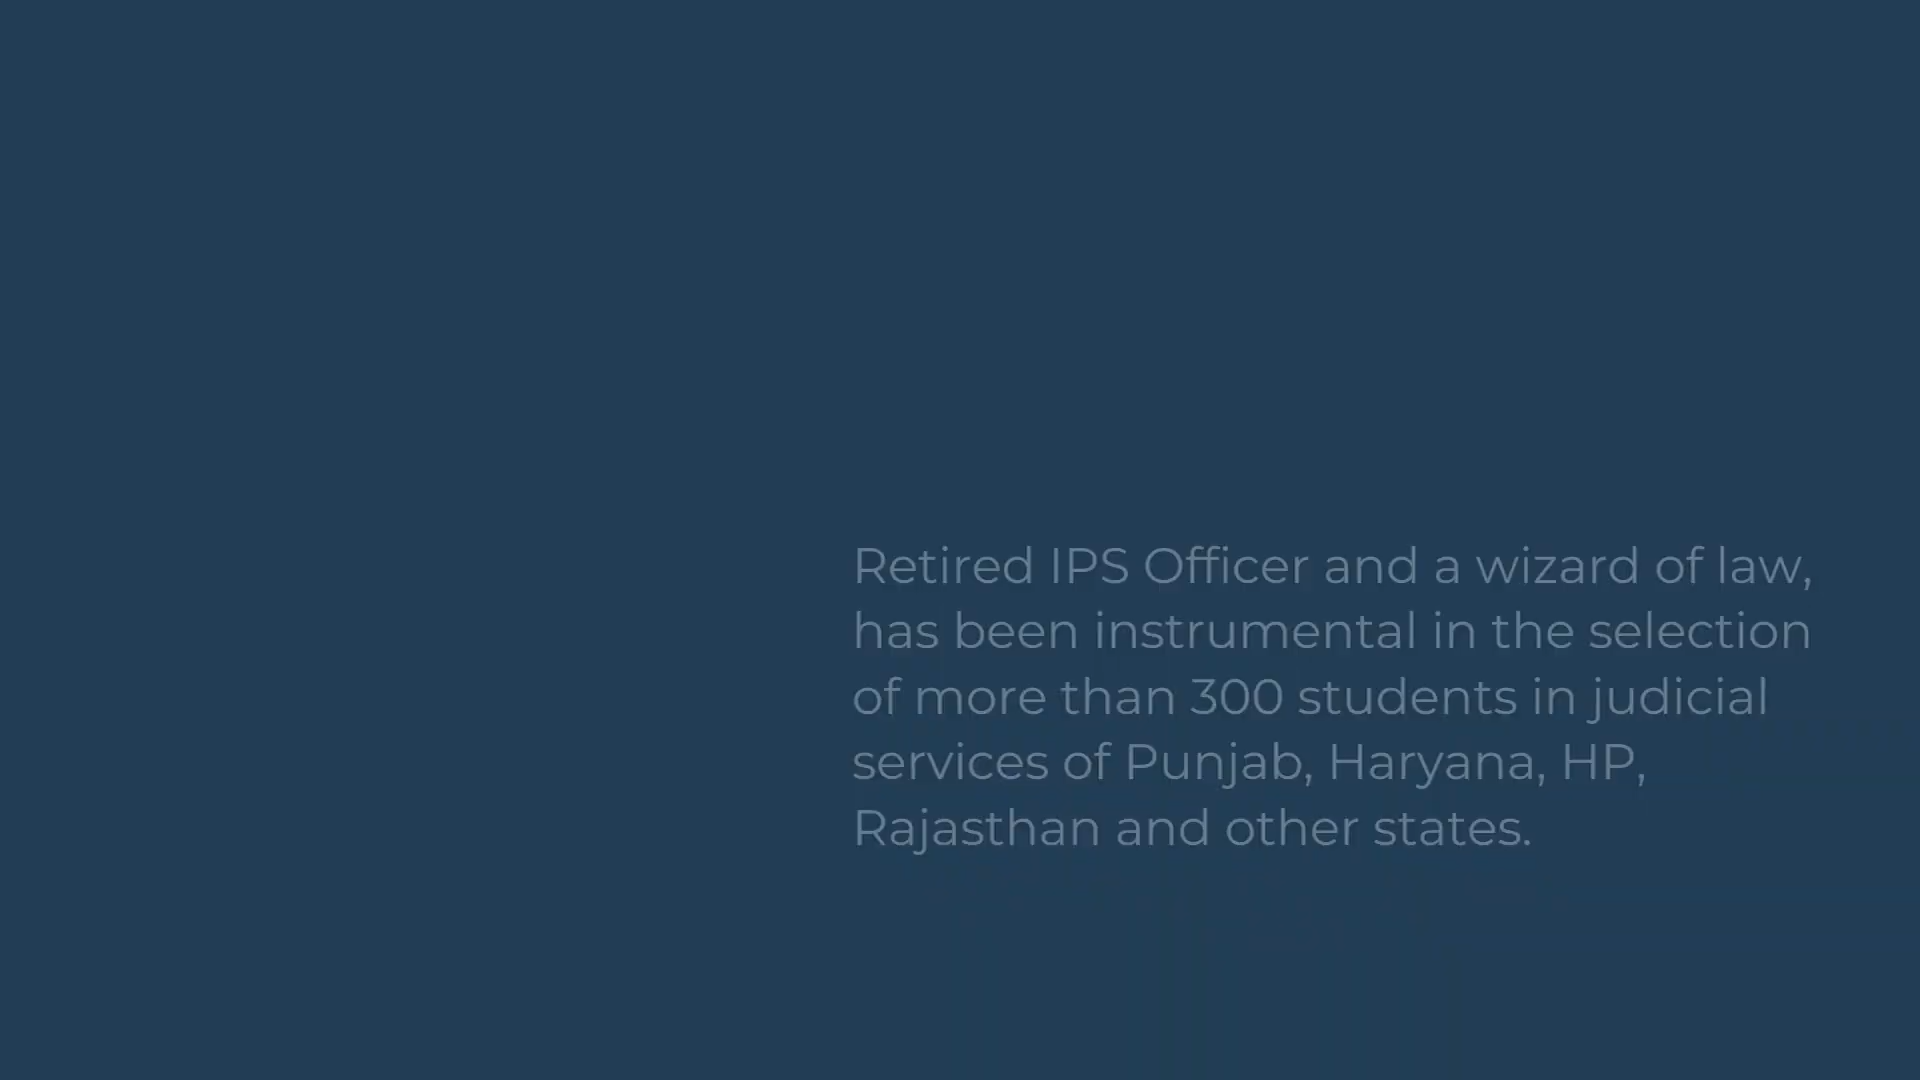 Retired IPS Officer and a wizard of law,
has been instrumental in the selection
of more than 300 students in judicial
services of Punjab, Haryana, HP,
Rajasthan and other states.